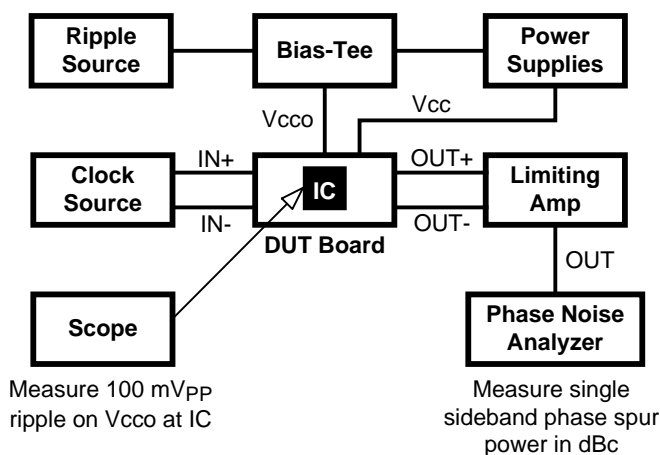 Ripple
Source
Bias-Tee
Power
Supplies
Vcco
Vcc
Clock
Source
IN+
IN-
IC
DUT Board
OUT+
OUT-
Limiting
Amp
OUT
Scope
Phase Noise
Analyzer
Measure 100 mVPP
ripple on Vcco at IC
Measure single
sideband phase spur
power in dBc